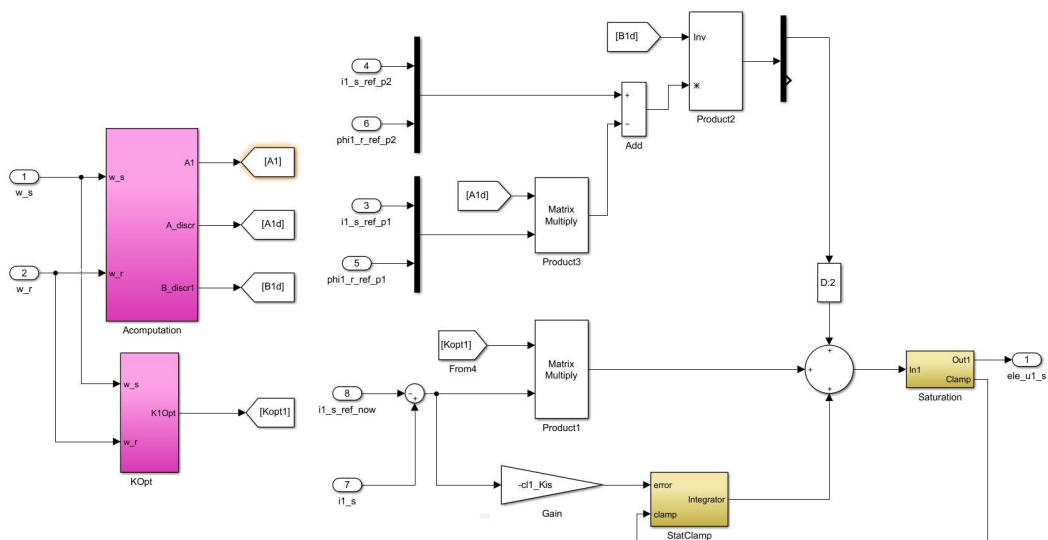 [B1d]
Inv
4
i1_s_ref_p2
+
−
Add
6
phi1_r_ref_p2
Product2
A1
[A1]
1
w_s
w_s
A_discr
[A1d]
2
w_r
w_r
B_discr1
[B1d]
Acomputation
[A1d]
3
i1_s_ref_p1
Matrix
Multiply
5
phi1_r_ref_p1
Product3
D:2
w_s
K1Opt
[Kopt1]
w_r
KOpt
[Kopt1]
From4
Matrix
Multiply
Product1
+
+
+
In1
Out1
Clamp
Saturation
1
ele_u1_s
8
i1_s_ref_now
−
+
7
i1_s
-cl1_Kis
Gain
error
Integrator
clamp
StatClamp